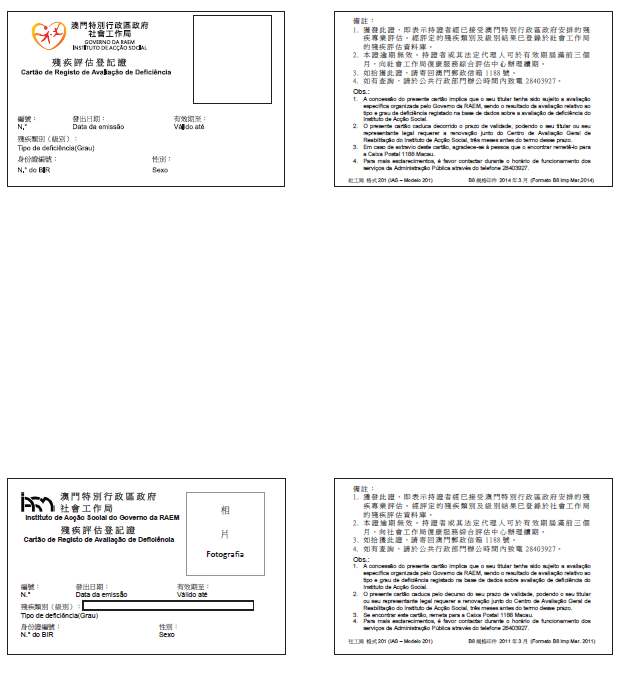 澳門特別行政區政府
社會工作局
GOVERNO DA RAEM
INSTITUTO DE ACÇÃO SOCIAL
殘疾評估登記證
Cartão de Registo de Avaliação de Deficiência
編號： 發出日期： 有效期至：
N.° Data da emissão Válido até
殘疾類別（級別）：
Tipo de deficiência(Grau)
身份證編號： 性別：
N.° do BIR Sexo
備註：
1. 獲發此證，即表示持證者經已接受澳門特別行政區政府安排的殘
疾專業評估，經評定的殘疾類別及級別結果已登錄於社會工作局
的殘疾評估資料庫。
2. 本證逾期無效。持證者或其法定代理人可於有效期屆滿前三個
月，向社會工作局復康服務綜合評估中心辦理續期。
3. 如拾獲此證，請寄回澳門郵政信箱 1188 號。
4. 如有查詢，請於公共行政部門辦公時間內致電 28403927。
Obs.:
1. A concessão do presente cartão implica que o seu titular tenha sido sujeito a avaliação
específica organizada pelo Governo da RAEM, sendo o resultado da avaliação relativo ao
tipo e grau de deficiência registado na base de dados sobre a avaliação de deficiência do
Instituto de Acção Social.
2. O presente cartão caduca decorrido o prazo de validade, podendo o seu titular ou seu
representante legal requerer a renovação junto do Centro de Avaliação Geral de
Reabilitação do Instituto de Acção Social, três meses antes do termo desse prazo.
3. Em caso de extravio deste cartão, agradece-se à pessoa que o encontrar remetê-lo para
a Caixa Postal 1188 Macau.
4. Para mais esclarecimentos, é favor contactar durante o horário de funcionamento dos
serviços da Administração Pública através do telefone 28403927.
社工局 格式 201 (IAS – Modelo 201) B8 規格印件 2014 年 3 月 (Formato B8 Imp.Mar,2014)
澳門特別行政區政府
社會工作局
Instituto de Acção Social do Governo da RAEM
殘疾評估登記證
Cartão de Registo de Avaliação de Deficiência
相
片
Fotografia
編號： 發出日期： 有效期至：
N.° Data da emissão Válido até
殘疾類別（級別）：
Tipo de deficiência(Grau)
身份證編號： 性別：
N.° do BIR Sexo
備註：
1. 獲發此證，即表示持證者經已接受澳門特別行政區政府安排的殘
疾專業評估，經評定的殘疾類別及級別結果已登錄於社會工作局
的殘疾評估資料庫。
2. 本證逾期無效。持證者或其法定代理人可於有效期屆滿前三個
月，向社會工作局復康服務綜合評估中心辦理續期。
3. 如拾獲此證，請寄回澳門郵政信箱 1188 號。
4. 如有查詢，請於公共行政部門辦公時間內致電 28403927。
Obs.:
1. A concessão do presente cartão implica que o seu titular tenha sido sujeito a avaliação
específica organizada pelo Governo da RAEM, sendo o resultado da avaliação relativo ao
tipo e grau de deficiência registado na base de dados sobre a avaliação de deficiência do
Instituto de Acção Social.
2. O presente cartão caduca pelo decurso do seu prazo de validade, podendo o seu titular
ou seu representante legal requerer a renovação junto do Centro de Avaliação Geral de
Reabilitação do Instituto de Acção Social, três meses antes do termo desse prazo.
3. Se encontrar este cartão, remeta para a Caixa Postal 1188 Macau.
4. Para mais esclarecimentos, é favor contactar durante o horário de funcionamento dos
serviços da Administração Pública através do telefone 28403927.
社工局 格式 201 (IAS – Modelo 201) B8 規格印件 2011 年 3 月 (Formato B8 Imp.Mar. 2011)